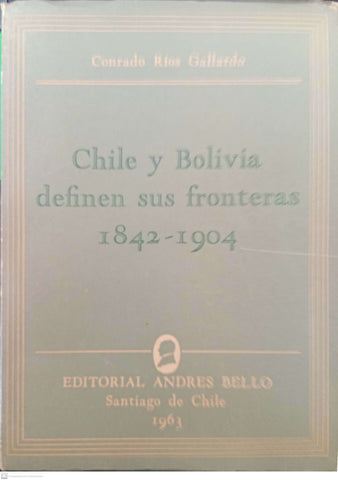 Conrado Ríos Gallardo
Chile y Bolivia
definen sus fronteras
1842-1904
EDITORIAL ANDRES BELLO
Santiago de Chile
1963